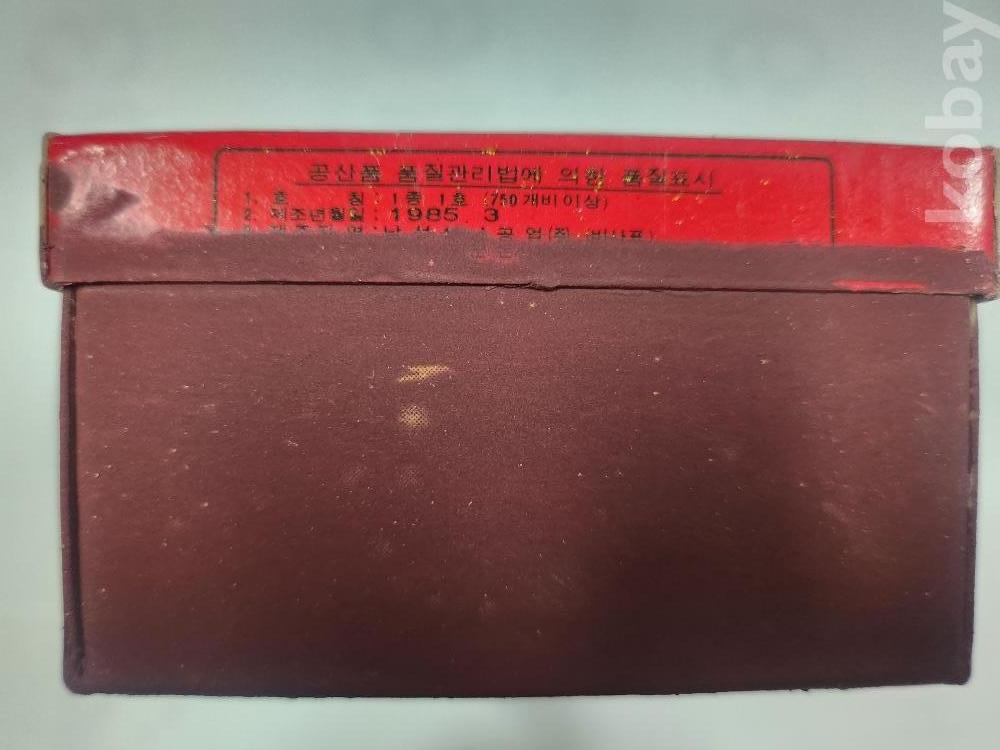 공산품 품질관리법에 의한 품질표시
1. 호 칭 : 1종 1호 (750개비이상)
2. 제조년월일 : 1985. 3
공 업
kobay